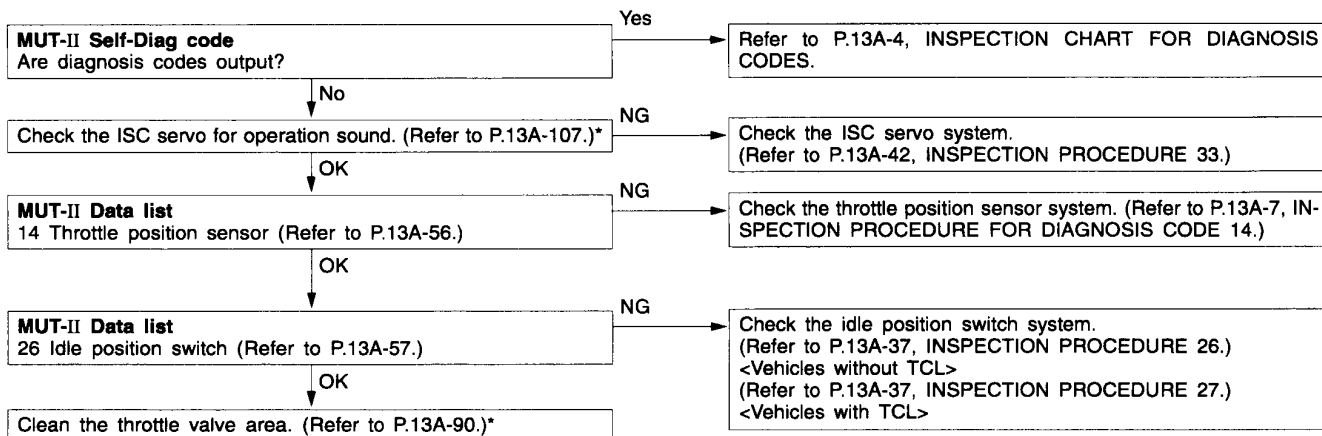 MUT-II Self-Diag code
Are diagnosis codes output?
Yes
Refer to P.13A-4, INSPECTION CHART FOR DIAGNOSIS
CODES.
No
Check the ISC servo for operation sound. (Refer to P.13A-107.)*
NG
Check the ISC servo system.
(Refer to P.13A-42, INSPECTION PROCEDURE 33.)
OK
MUT-II Data list
14 Throttle position sensor (Refer to P.13A-56.)
NG
Check the throttle position sensor system. (Refer to P.13A-7, IN-
SPECTION PROCEDURE FOR DIAGNOSIS CODE 14.)
OK
MUT-II Data list
26 Idle position switch (Refer to P.13A-57.)
NG
Check the idle position switch system.
(Refer to P.13A-37, INSPECTION PROCEDURE 26.)
<Vehicles without TCL>
(Refer to P.13A-37, INSPECTION PROCEDURE 27.)
<Vehicles with TCL>
OK
Clean the throttle valve area. (Refer to P.13A-90.)*